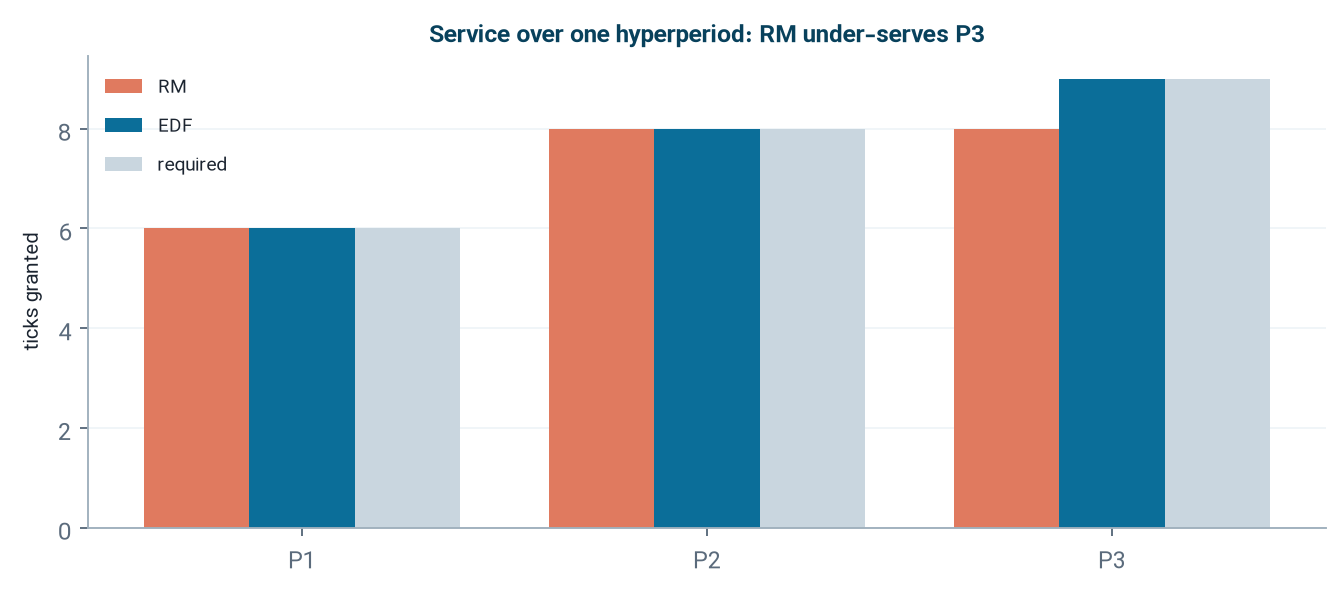 Service over one hyperperiod: RM under-serves P3
RM
EDF
required
ticks granted
8
6
4
2
0
P1
P2
P3